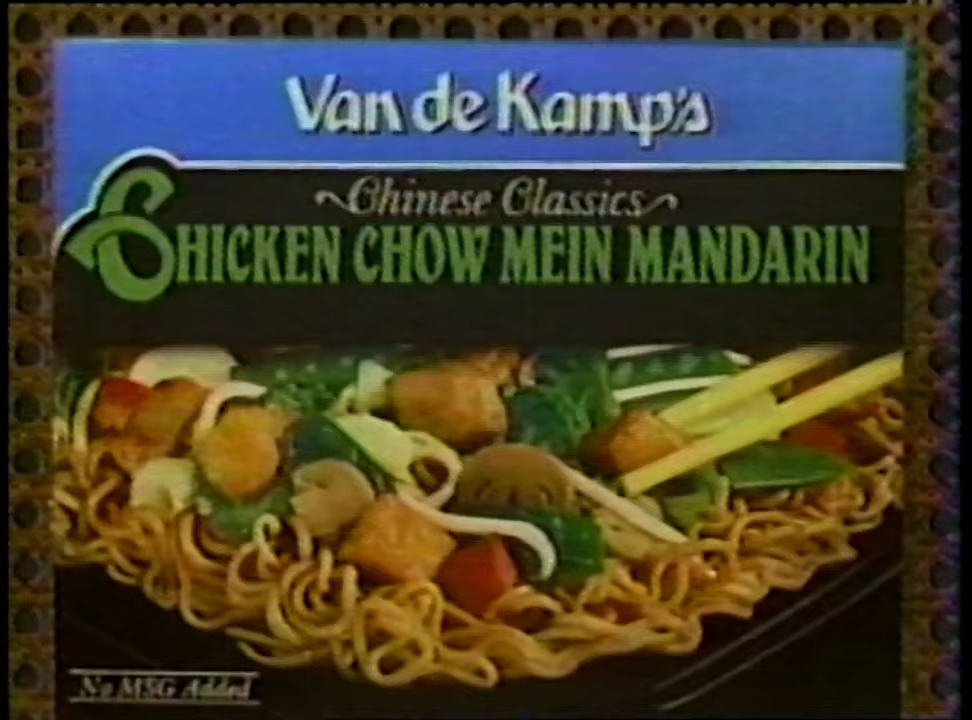 Van de Kamp's
Chinese Classics
CHICKEN CHOW MEIN MANDARIN
No MSG Added